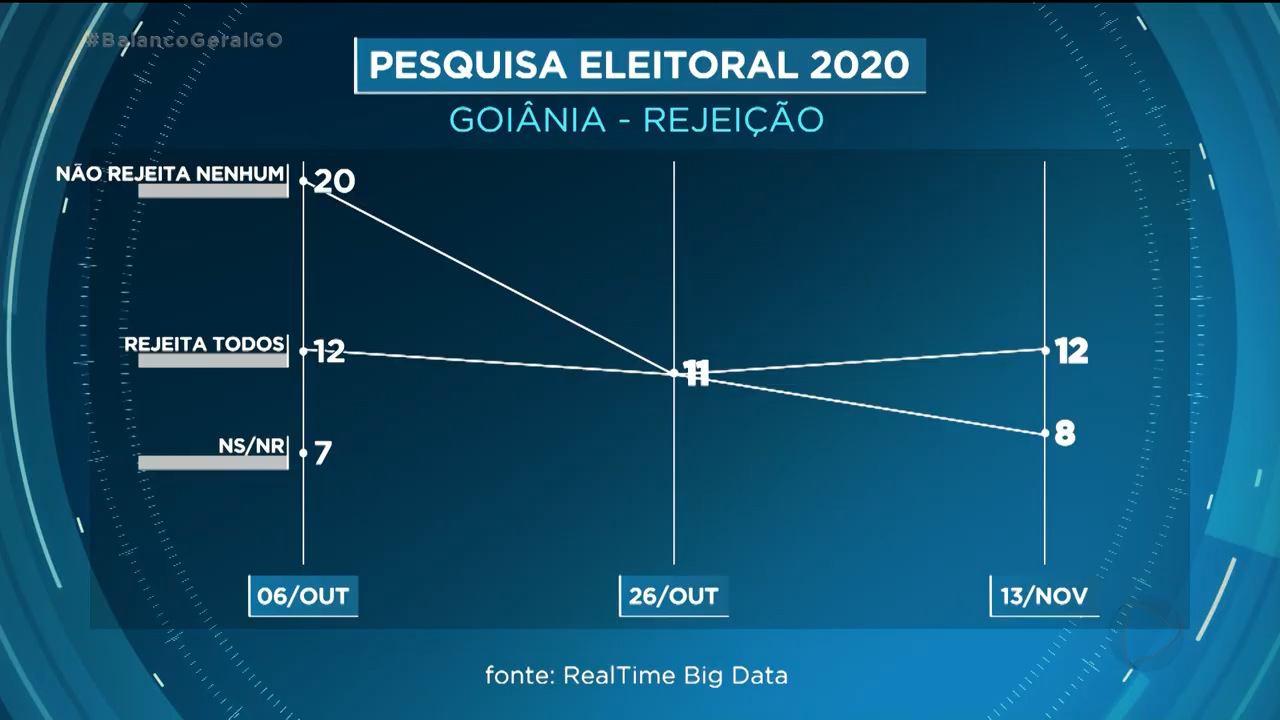 #BalancoGeralGO
PESQUISA ELEITORAL 2020
GOIÂNIA - REJEIÇÃO
NÃO REJEITA NENHUM 20
REJEITA TODOS 12 11 12
8
NS/NR 7
06/OUT 26/OUT 13/NOV
fonte: RealTime Big Data